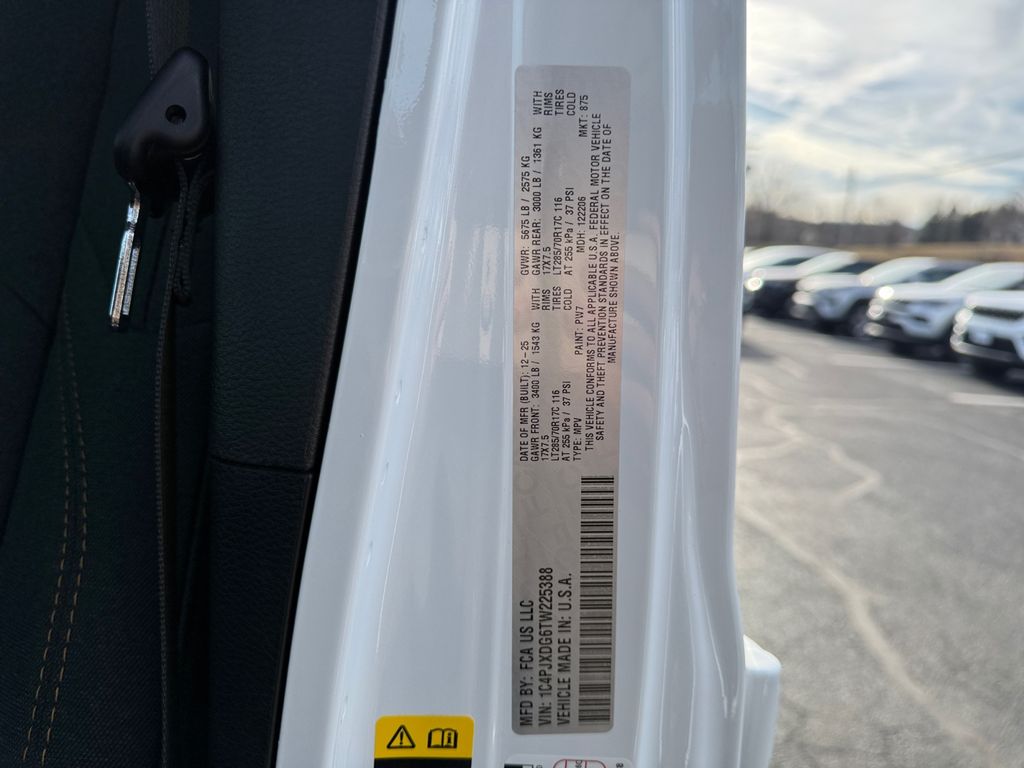 MFD BY: FCA US LLC
VIN: 1C4PJXDG6TW225388
VEHICLE MADE IN: U.S.A.
DATE OF MFR (BUILT): 12-25
GAWR FRONT: 3400 LB / 1543 KG WITH
17X7.5 RIMS
LT285/70R17C 116 TIRES
AT 255 kPa / 37 PSI COLD
GVWR: 5675 LB / 2575 KG
GAWR REAR: 3000 LB / 1361 KG WITH
17X7.5 RIMS
LT285/70R17C 116 TIRES
AT 255 kPa / 37 PSI COLD
TYPE: MPV PAINT: PW7 MDH: 122206 MKT: 875
THIS VEHICLE CONFORMS TO ALL APPLICABLE U.S.A. FEDERAL MOTOR VEHICLE
SAFETY AND THEFT PREVENTION STANDARDS IN EFFECT ON THE DATE OF
MANUFACTURE SHOWN ABOVE.